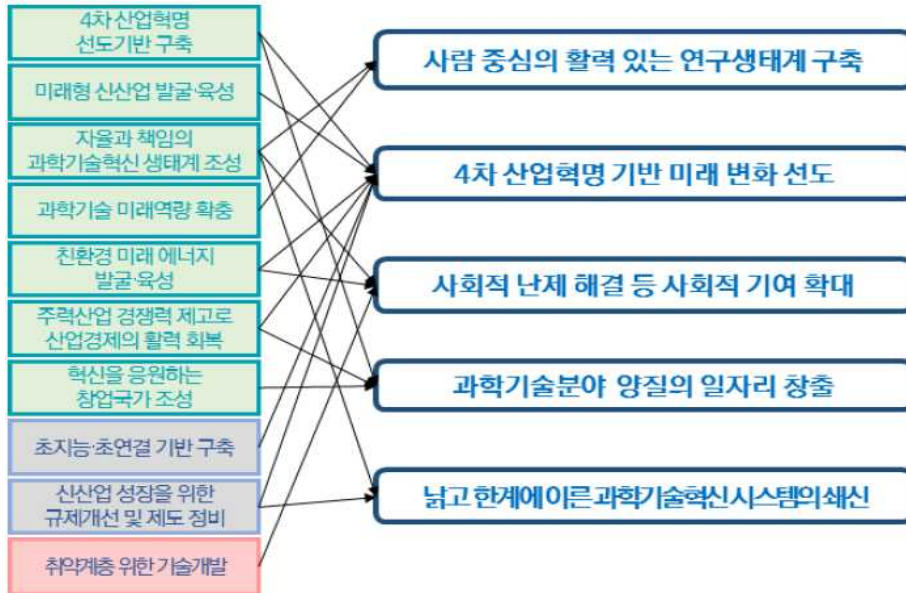 4차 산업혁명
선도기반 구축
미래형 신산업 발굴·육성
자율과 책임의
과학기술혁신 생태계 조성
과학기술 미래역량 확충
친환경 미래 에너지
발굴·육성
주력산업 경쟁력 제고로
산업경제의 활력 회복
혁신을 응원하는
창업국가 조성
초지능·초연결 기반 구축
신산업 성장을 위한
규제개선 및 제도 정비
취약계층 위한 기술개발
사람 중심의 활력 있는 연구생태계 구축
4차 산업혁명 기반 미래 변화 선도
사회적 난제 해결 등 사회적 기여 확대
과학기술분야 양질의 일자리 창출
낡고 한계에 이른 과학기술혁신 시스템의 쇄신